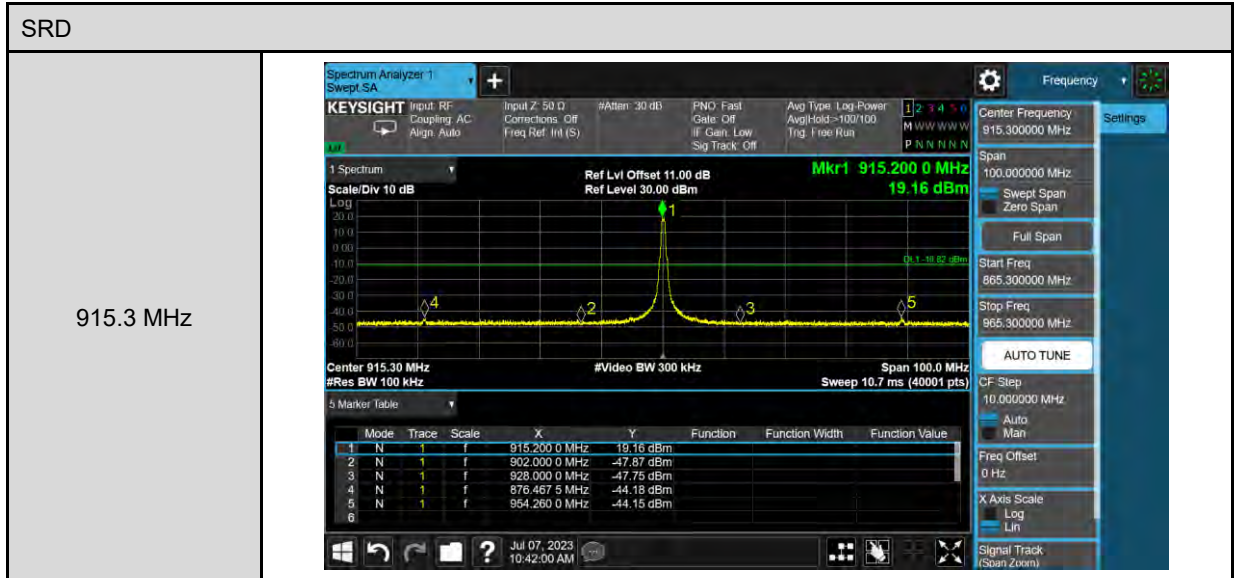 SRD
915.3 MHz
Spectrum Analyzer 1
Swept SA
Frequency
KEYSIGHT
Input: RF
Coupling: AC
Align: Auto
Input Z: 50 Ω
Corrections: Off
Freq Ref: Int (S)
#Atten: 30 dB
PNO: Fast
Gate: Off
IF Gain: Low
Sig Track: Off
Avg Type: Log-Power
Avg|Hold:>100/100
Trig: Free Run
1 2 3 4 5 6
M W W W W W
P N N N N N
1 Spectrum
Scale/Div 10 dB
Ref Lvl Offset 11.00 dB
Ref Level 30.00 dBm
Mkr1 915.200 0 MHz
19.16 dBm
Log
20.0
10.0
0.00
-10.0
-20.0
-30.0
-40.0
-50.0
-60.0
1
DL1 -10.82 dBm
4
2
3
5
Center 915.30 MHz
#Video BW 300 kHz
Span 100.0 MHz
#Res BW 100 kHz
Sweep 10.7 ms (40001 pts)
5 Marker Table
Mode Trace Scale X Y Function Function Width Function Value
1 N 1 f 915.200 0 MHz 19.16 dBm
2 N 1 f 902.000 0 MHz -47.87 dBm
3 N 1 f 928.000 0 MHz -47.75 dBm
4 N 1 f 876.467 5 MHz -44.18 dBm
5 N 1 f 954.260 0 MHz -44.15 dBm
6
Jul 07, 2023
10:42:00 AM
Center Frequency
915.300000 MHz
Settings
Span
100.000000 MHz
Swept Span
Zero Span
Full Span
Start Freq
865.300000 MHz
Stop Freq
965.300000 MHz
AUTO TUNE
CF Step
10.000000 MHz
Auto
Man
Freq Offset
0 Hz
X Axis Scale
Log
Lin
Signal Track
(Span Zoom)